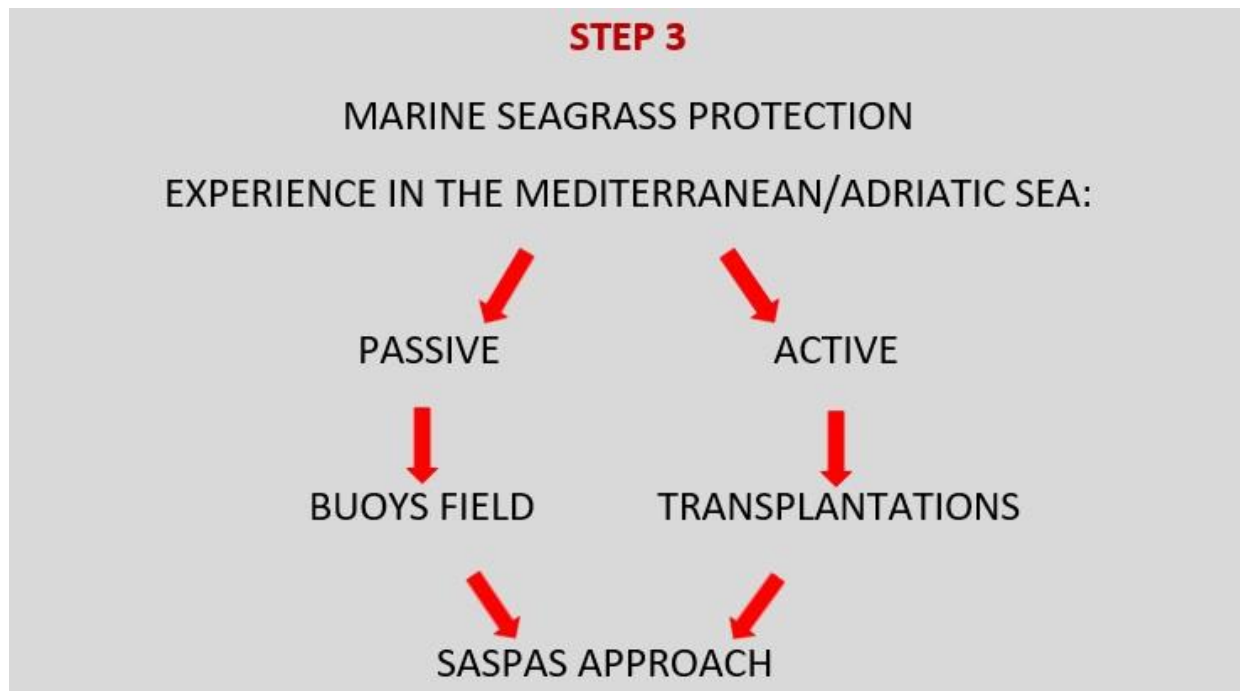 STEP 3
MARINE SEAGRASS PROTECTION
EXPERIENCE IN THE MEDITERRANEAN/ADRIATIC SEA:
PASSIVE
ACTIVE
BUOYS FIELD
TRANSPLANTATIONS
SASPAS APPROACH